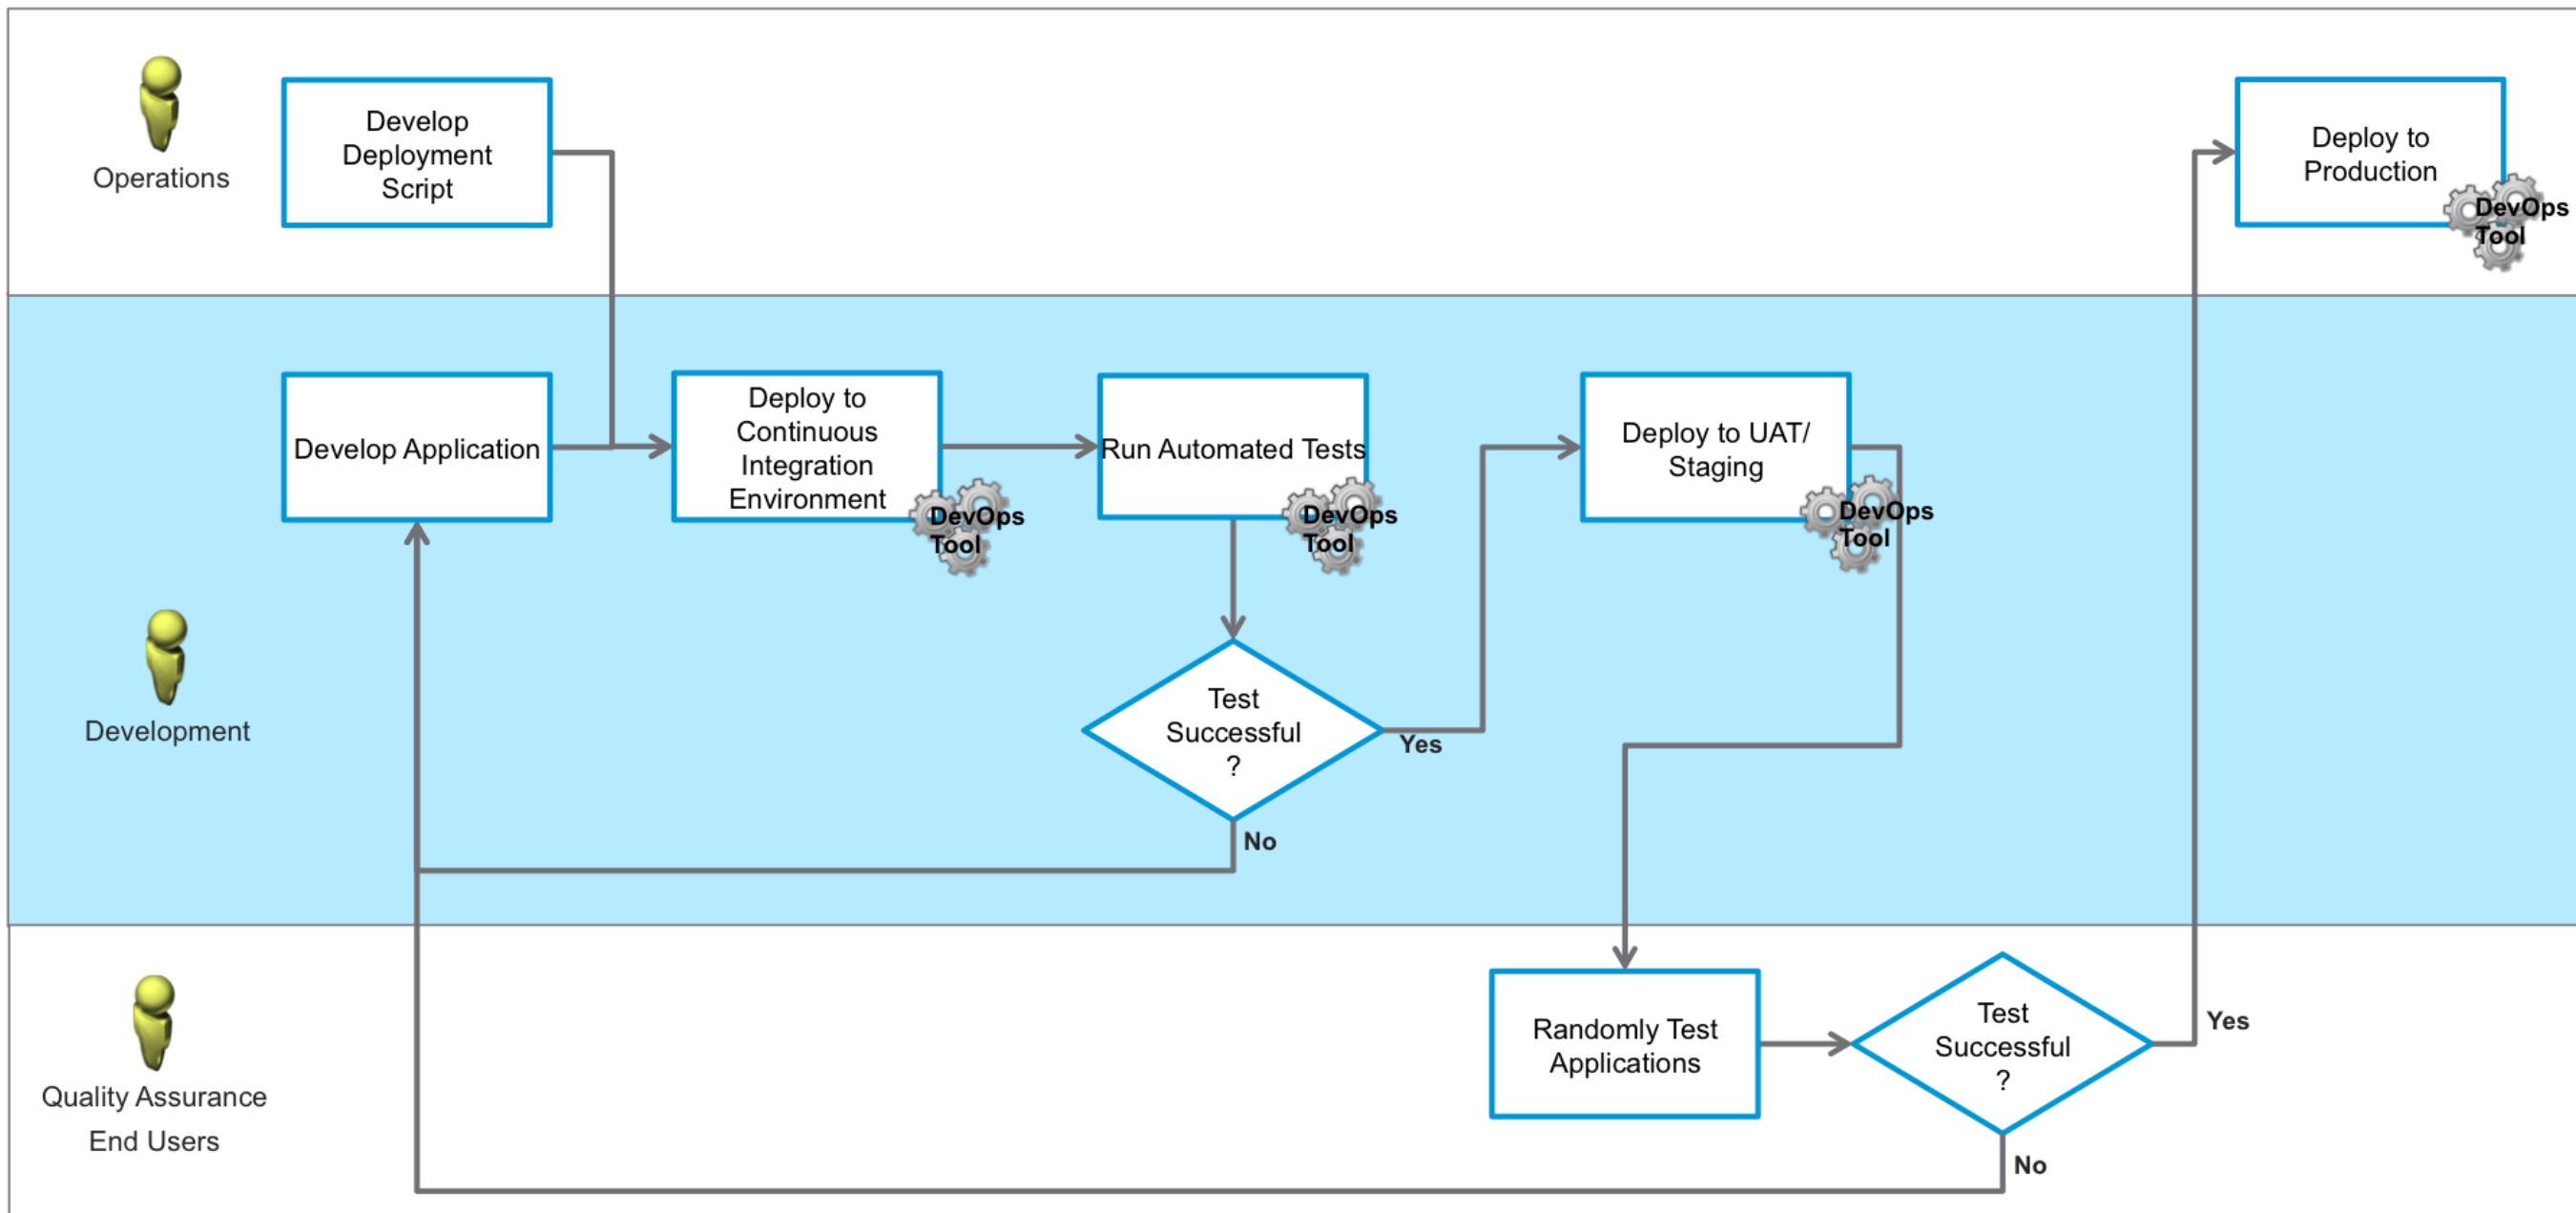 Operations
Develop
Deployment
Script
Deploy to
Production
DevOps
Tool
Development
Develop Application
Deploy to
Continuous
Integration
Environment
DevOps
Tool
Run Automated Tests
DevOps
Tool
Deploy to UAT/
Staging
DevOps
Tool
Test
Successful
?
Yes
No
Quality Assurance
End Users
Randomly Test
Applications
Test
Successful
?
Yes
No